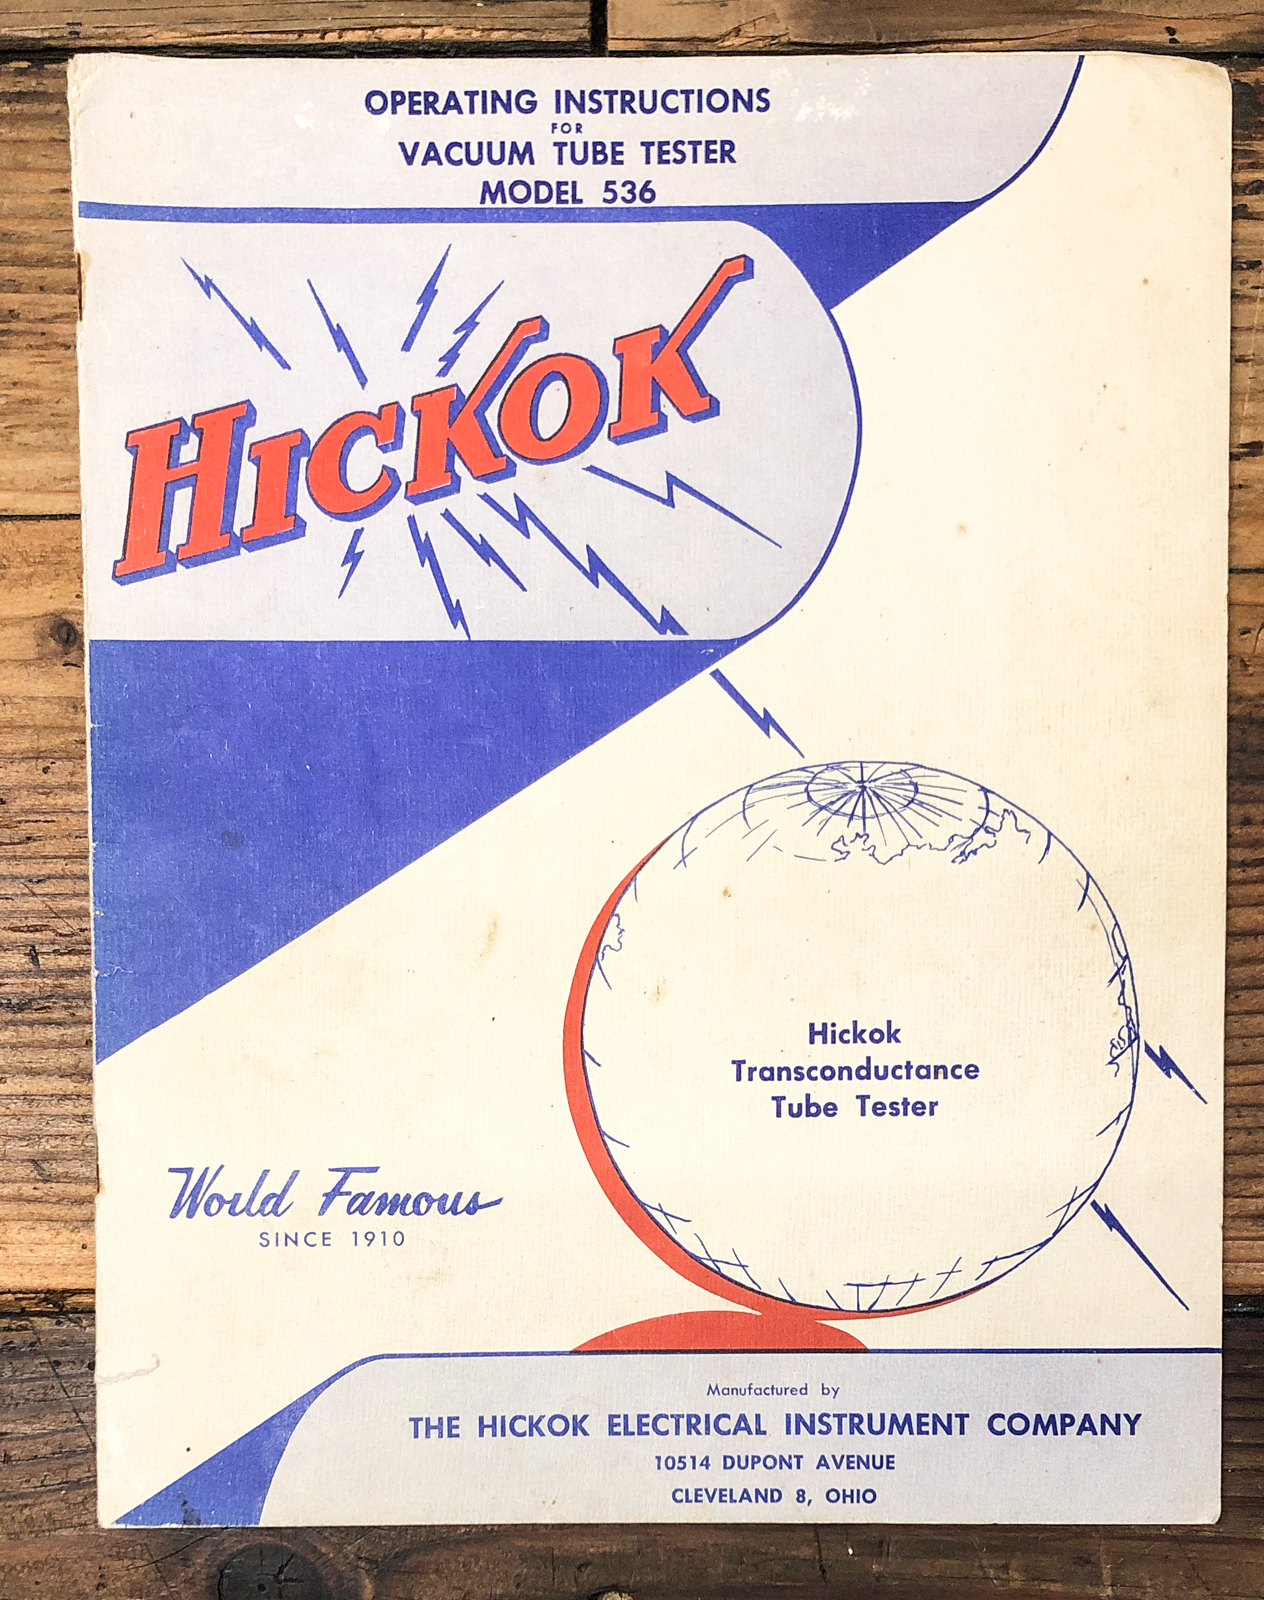 OPERATING INSTRUCTIONS
FOR
VACUUM TUBE TESTER
MODEL 536
HICKOK
Hickok
Transconductance
Tube Tester
World Famous
SINCE 1910
Manufactured by
THE HICKOK ELECTRICAL INSTRUMENT COMPANY
10514 DUPONT AVENUE
CLEVELAND 8, OHIO